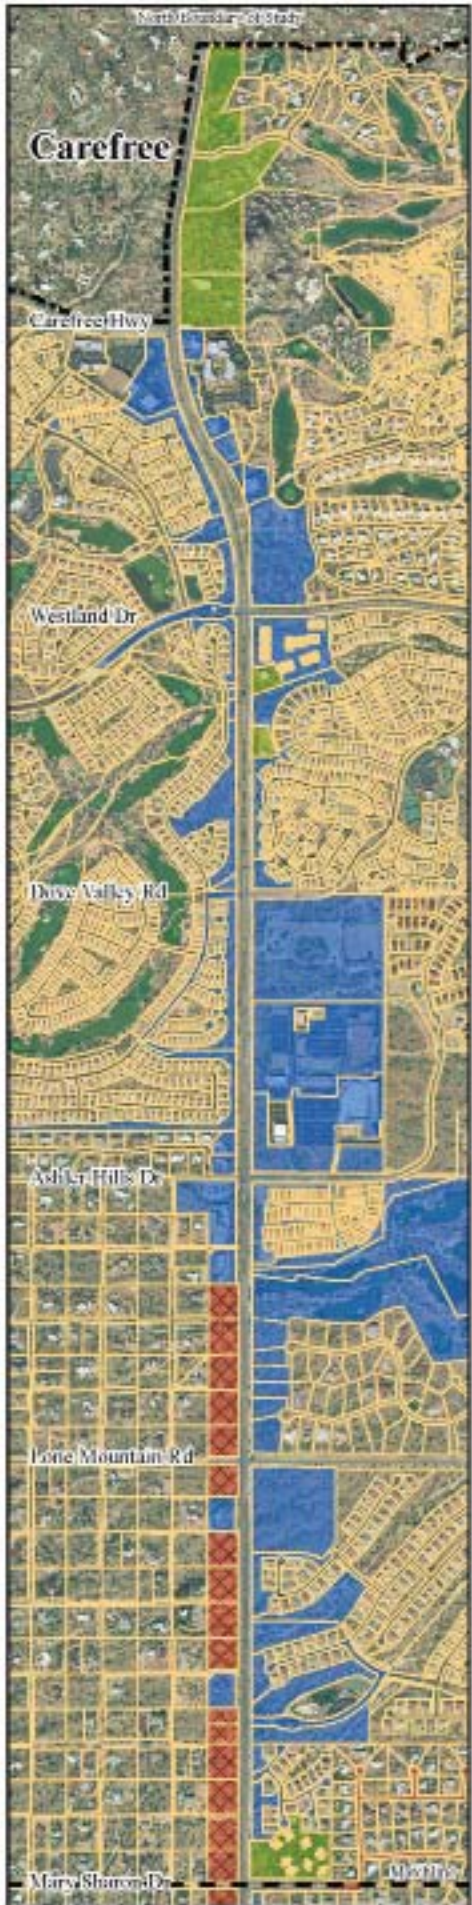 North Boundary of Study
Carefree
Carefree Hwy
Westland Dr
Dove Valley Rd
Ashler Hills Dr
Lone Mountain Rd
Mary Sharon Dr